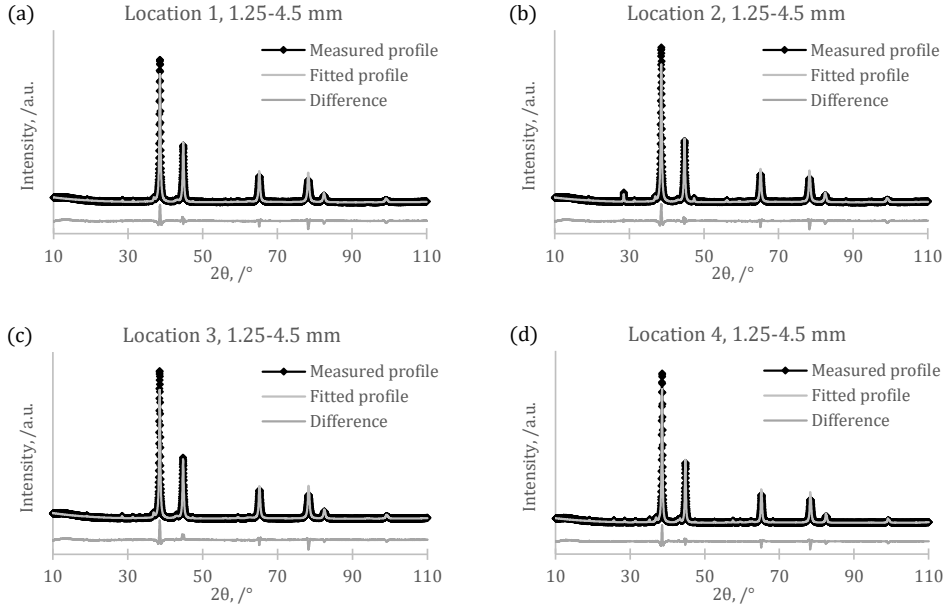 (a)
Location 1, 1.25-4.5 mm
Intensity, /a.u.
Measured profile
Fitted profile
Difference
10 30 50 70 90 110
2θ, /°
(b)
Location 2, 1.25-4.5 mm
Intensity, /a.u.
Measured profile
Fitted profile
Difference
10 30 50 70 90 110
2θ, /°
(c)
Location 3, 1.25-4.5 mm
Intensity, /a.u.
Measured profile
Fitted profile
Difference
10 30 50 70 90 110
2θ, /°
(d)
Location 4, 1.25-4.5 mm
Intensity, /a.u.
Measured profile
Fitted profile
Difference
10 30 50 70 90 110
2θ, /°